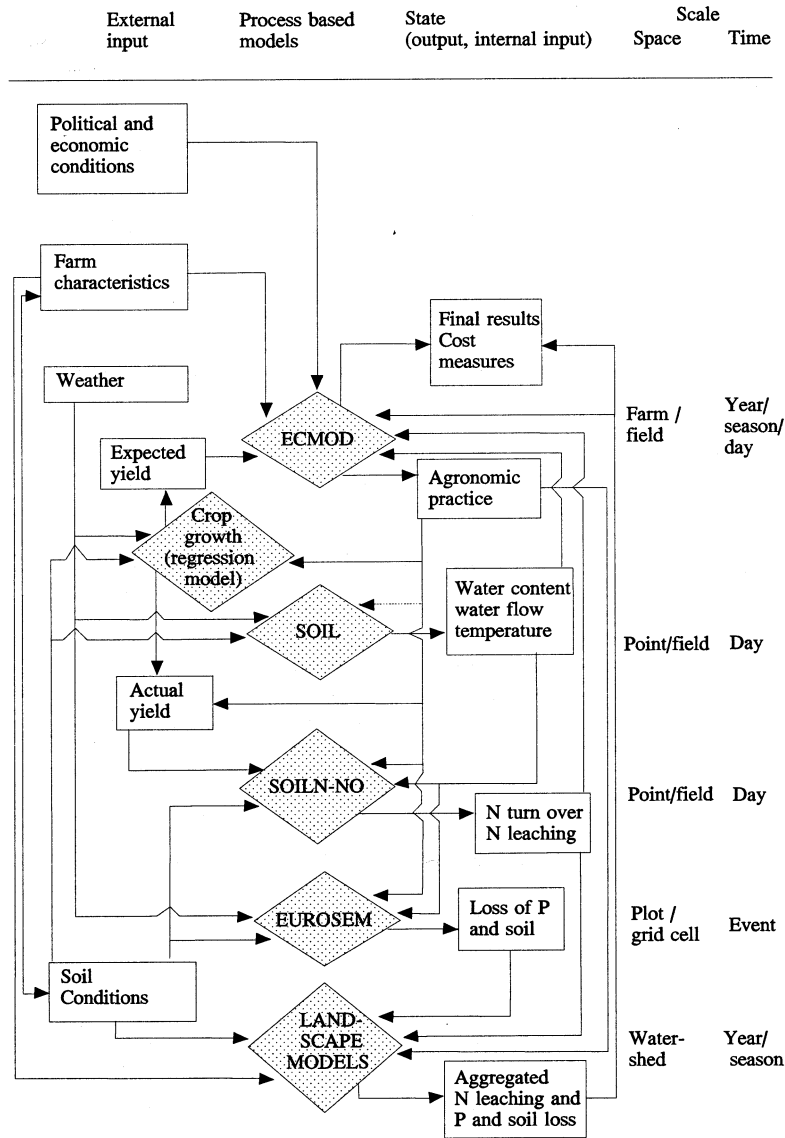 External input
Process based models
State (output, internal input)
Scale
Space
Time
Political and
economic
conditions
Farm
characteristics
Final results
Cost
measures
Weather
ECMOD
Farm /
field
Year/
season/
day
Expected
yield
Agronomic
practice
Crop
growth
(regression
model)
Water content
water flow
temperature
SOIL
Point/field
Day
Actual
yield
SOILN-NO
Point/field
Day
N turn over
N leaching
EUROSEM
Loss of P
and soil
Plot /
grid cell
Event
Soil
Conditions
LAND-
SCAPE
MODELS
Water-
shed
Year/
season
Aggregated
N leaching and
P and soil loss